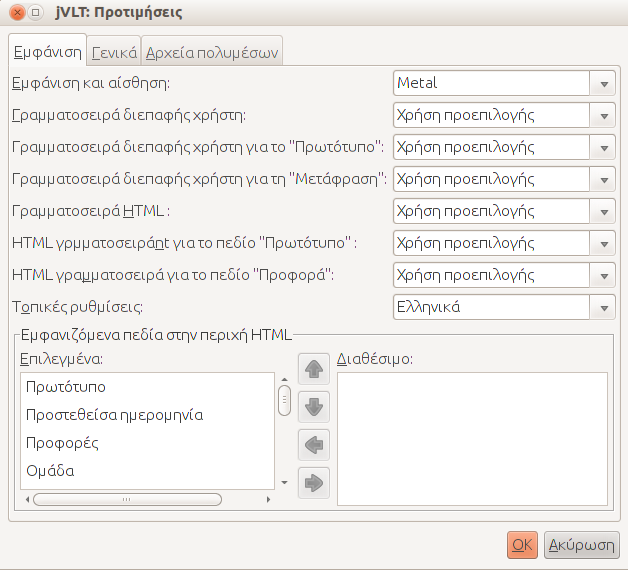 jVLT: Προτιμήσεις
Εμφάνιση Γενικά Αρχεία πολυμέσων
Εμφάνιση και αίσθηση: Metal
Γραμματοσειρά διεπαφής χρήστη: Χρήση προεπιλογής
Γραμματοσειρά διεπαφής χρήστη για το "Πρωτότυπο": Χρήση προεπιλογής
Γραμματοσειρά διεπαφής χρήστη για τη "Μετάφραση": Χρήση προεπιλογής
Γραμματοσειρά HTML : Χρήση προεπιλογής
HTML γρμματοσειράnt για το πεδίο "Πρωτότυπο" : Χρήση προεπιλογής
HTML γραμματοσειρά για το πεδίο "Προφορά": Χρήση προεπιλογής
Τοπικές ρυθμίσεις: Ελληνικά
Εμφανιζόμενα πεδία στην περιχή HTML
Επιλεγμένα: Διαθέσιμο:
Πρωτότυπο
Προστεθείσα ημερομηνία
Προφορές
Ομάδα
OK Ακύρωση